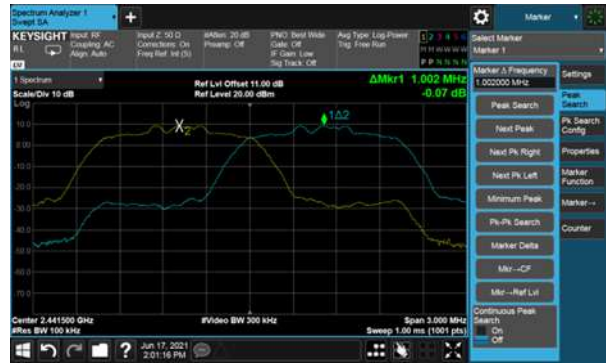 Spectrum Analyzer 1
Swept SA
+
Marker
KEYSIGHT Input: RF Input Z: 50 Ω #Atten: 20 dB PNO: Best Wide Avg Type: Log-Power 1 2 3 4 5 6
RL Coupling: AC Corrections: On Preamp: Off Gate: Off Trig: Free Run
Align: Auto Freq Ref: Int (S) IF Gain: Low
Sig Track: Off P P N N N N
Select Marker
Marker 1
1 Spectrum
Ref Lvl Offset 11.00 dB
ΔMkr1 1.002 MHz
Scale/Div 10 dB
Ref Level 20.00 dBm
-0.07 dB
Log
Marker Δ Frequency
1.002000 MHz
Settings
Peak Search
Peak
Search
Next Peak
Pk Search
Config
Next Pk Right
Properties
Next Pk Left
Marker
Function
Minimum Peak
Marker→
Pk-Pk Search
Counter
Marker Delta
Mkr→CF
Mkr→Ref Lvl
Continuous Peak
Search
On
Off
10.0
0.00
-10.0
-20.0
-30.0
-40.0
-50.0
-60.0
-70.0
X2
1Δ2
Center 2.441500 GHz
#Video BW 300 kHz
Span 3.000 MHz
#Res BW 100 kHz
Sweep 1.00 ms (1001 pts)
?
Jun 17, 2021
2:01:16 PM